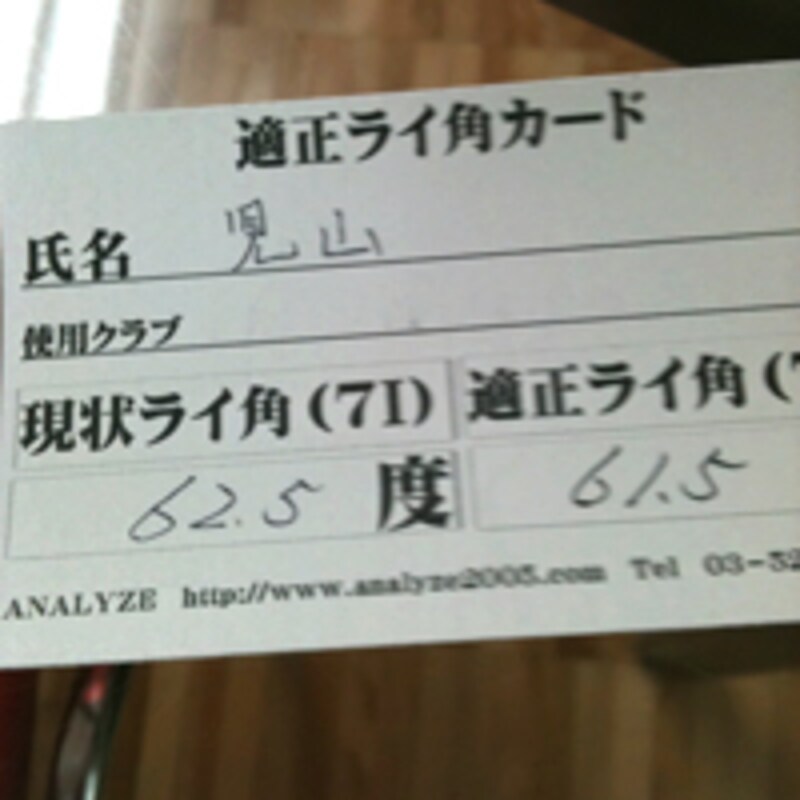 適正ライ角カード
氏名 児山
使用クラブ
現状ライ角(7I) 適正ライ角(7
62.5 度 61.5
ANALYZE http://www.analyze2005.com Tel 03-52